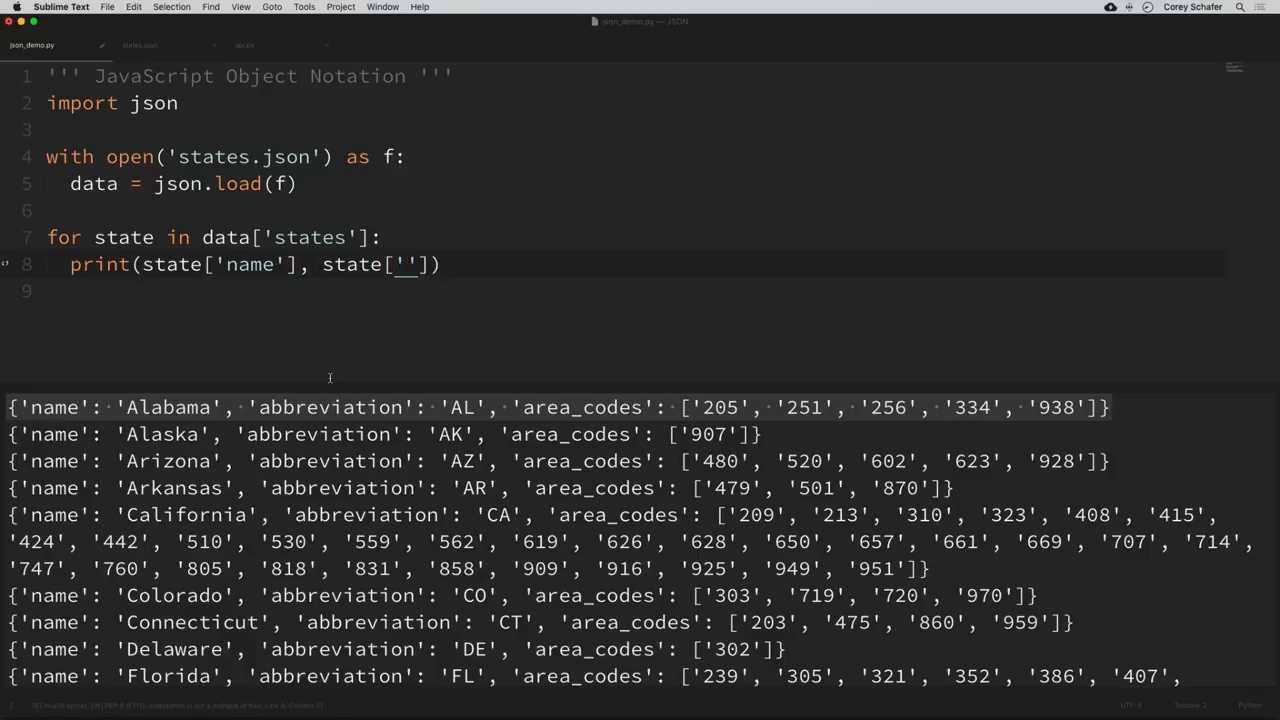 Sublime Text File Edit Selection Find View Goto Tools Project Window Help Corey Schafer
json_demo.py — JSON
json_demo.py states.json api.py
1 ''' JavaScript Object Notation '''
2 import json
3
4 with open('states.json') as f:
5 data = json.load(f)
6
7 for state in data['states']:
8 print(state['name'], state[''])
9
{'name': 'Alabama', 'abbreviation': 'AL', 'area_codes': ['205', '251', '256', '334', '938']}
{'name': 'Alaska', 'abbreviation': 'AK', 'area_codes': ['907']}
{'name': 'Arizona', 'abbreviation': 'AZ', 'area_codes': ['480', '520', '602', '623', '928']}
{'name': 'Arkansas', 'abbreviation': 'AR', 'area_codes': ['479', '501', '870']}
{'name': 'California', 'abbreviation': 'CA', 'area_codes': ['209', '213', '310', '323', '408', '415',
'424', '442', '510', '530', '559', '562', '619', '626', '628', '650', '657', '661', '669', '707', '714',
'747', '760', '805', '818', '831', '858', '909', '916', '925', '949', '951']}
{'name': 'Colorado', 'abbreviation': 'CO', 'area_codes': ['303', '719', '720', '970']}
{'name': 'Connecticut', 'abbreviation': 'CT', 'area_codes': ['203', '475', '860', '959']}
{'name': 'Delaware', 'abbreviation': 'DE', 'area_codes': ['302']}
{'name': 'Florida', 'abbreviation': 'FL', 'area_codes': ['239', '305', '321', '352', '386', '407',
UTF-8 Spaces: 2 Python